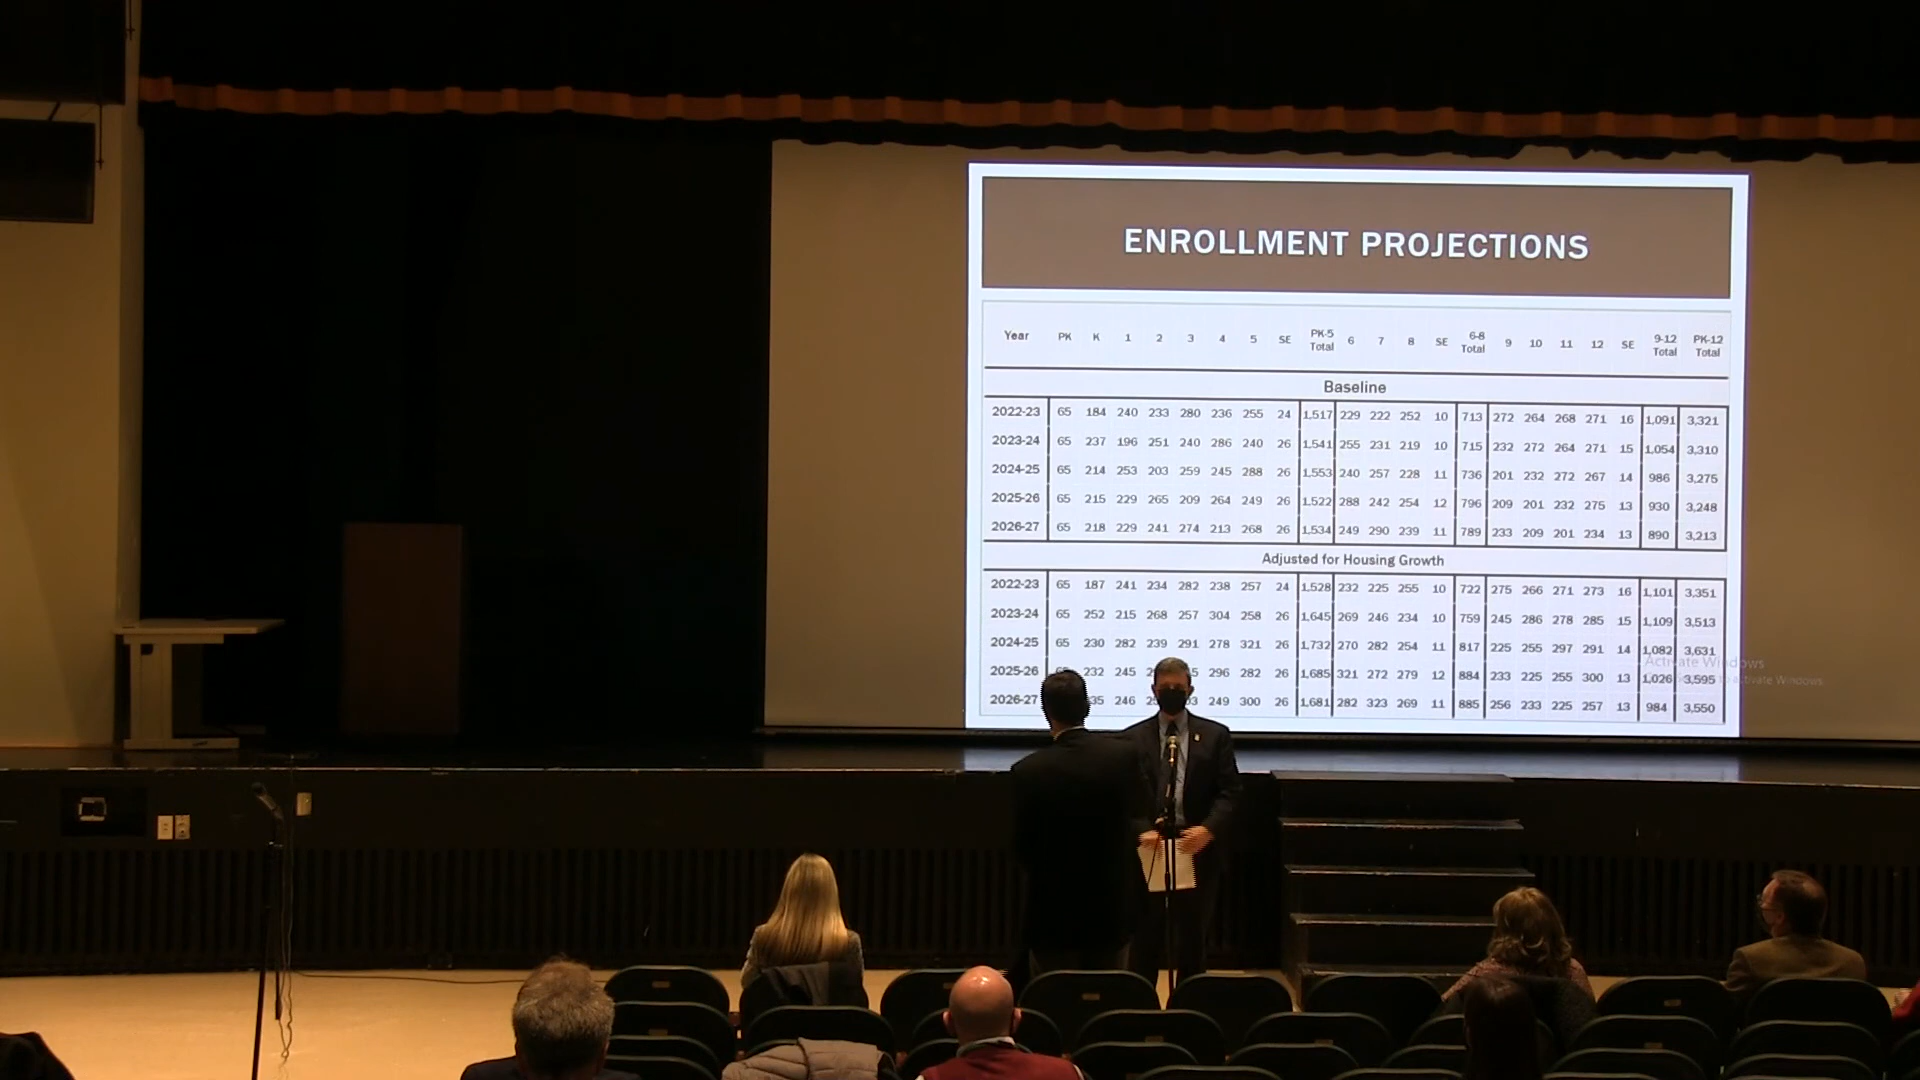 ENROLLMENT PROJECTIONS
Year PK K 1 2 3 4 5 SE PK-5 Total 6 7 8 SE 6-8 Total 9 10 11 12 SE 9-12 Total PK-12 Total
Baseline
2022-23 65 184 240 233 280 236 255 24 1,517 229 222 252 10 713 272 264 268 271 16 1,091 3,321
2023-24 65 237 196 251 240 286 240 26 1,541 255 231 219 10 715 232 272 264 271 15 1,054 3,310
2024-25 65 214 253 203 259 245 288 26 1,553 240 257 228 11 736 201 232 272 267 14 986 3,275
2025-26 65 215 229 265 209 264 249 26 1,522 288 242 254 12 796 209 201 232 275 13 930 3,248
2026-27 65 218 229 241 274 213 268 26 1,534 249 290 239 11 789 233 209 201 234 13 890 3,213
Adjusted for Housing Growth
2022-23 65 187 241 234 282 238 257 24 1,528 232 225 255 10 722 275 266 271 273 16 1,101 3,351
2023-24 65 252 215 268 257 304 258 26 1,645 269 246 234 10 759 245 286 278 285 15 1,109 3,513
2024-25 65 230 282 239 291 278 321 26 1,732 270 282 254 11 817 225 255 297 291 14 1,082 3,631
Activate Windows
2025-26 232 245 296 282 26 1,685 321 272 279 12 884 233 225 255 300 13 1,026 3,595
2026-27 246 249 300 26 1,681 282 323 269 11 885 256 233 225 257 13 984 3,550